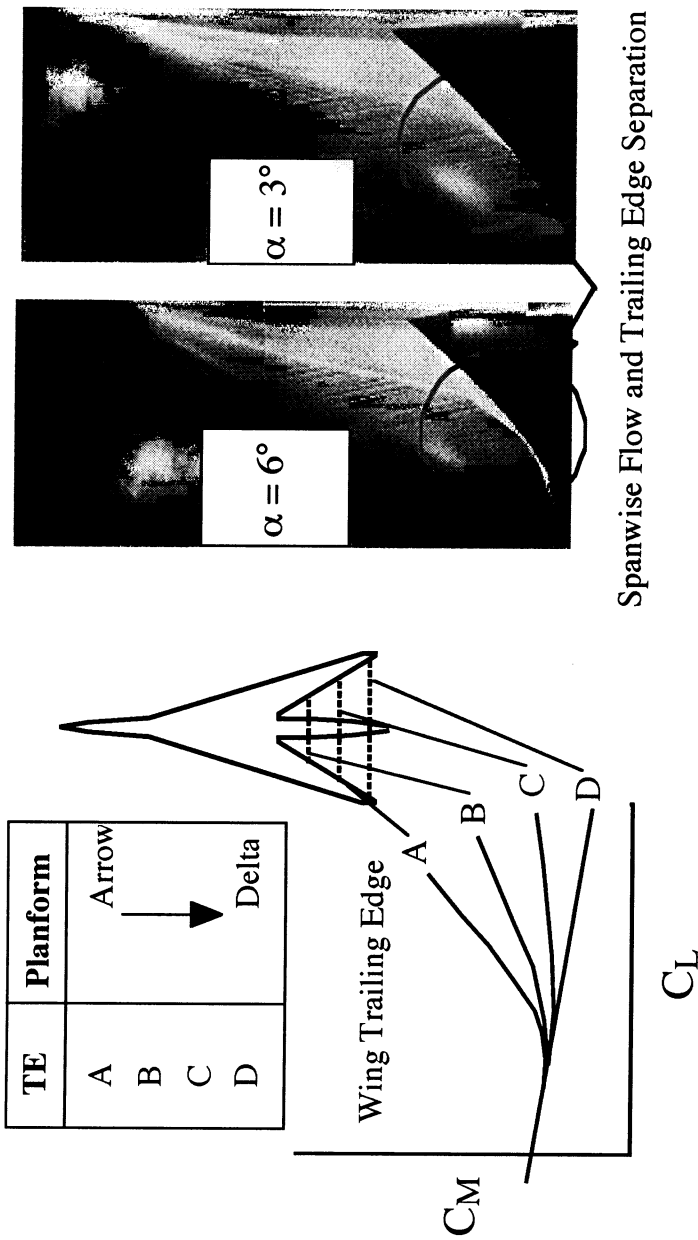 TE Planform
A Arrow
B
C
D Delta
Wing Trailing Edge
A
B
C
D
C_M
C_L
α = 6°
α = 3°
Spanwise Flow and Trailing Edge Separation